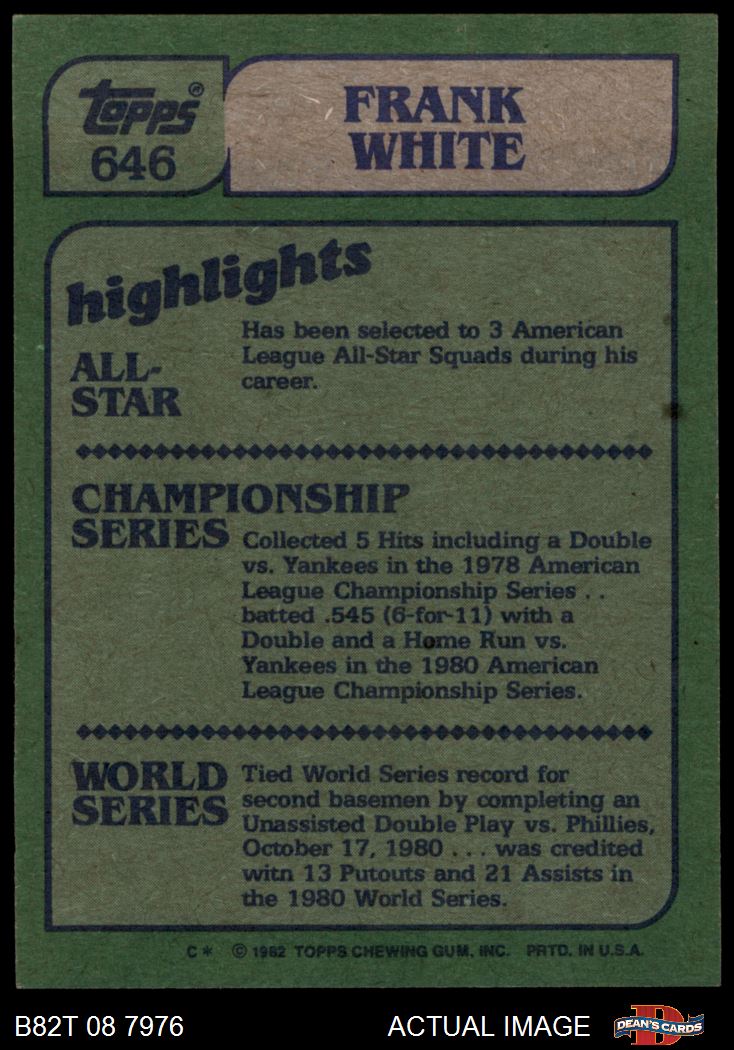 topps®
646
FRANK
WHITE
highlights
ALL-
STAR
Has been selected to 3 American
League All-Star Squads during his
career.
CHAMPIONSHIP
SERIES
Collected 5 Hits including a Double
vs. Yankees in the 1978 American
League Championship Series . .
batted .545 (6-for-11) with a
Double and a Home Run vs.
Yankees in the 1980 American
League Championship Series.
WORLD
SERIES
Tied World Series record for
second basemen by completing an
Unassisted Double Play vs. Phillies,
October 17, 1980 . . . was credited
witn 13 Putouts and 21 Assists in
the 1980 World Series.
C* © 1982 TOPPS CHEWING GUM, INC. PRTD. IN U.S.A.
B82T 08 7976
ACTUAL IMAGE
D
DEAN'S CARDS